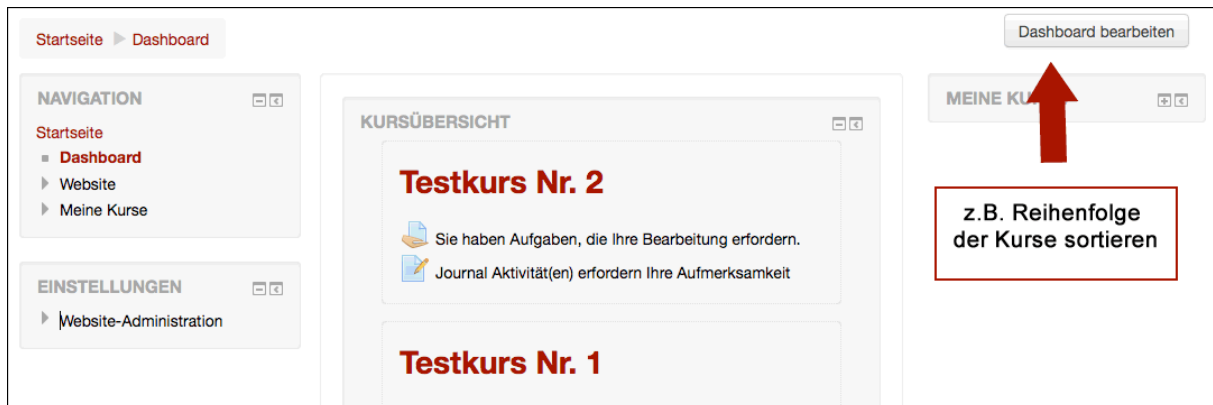 Startseite Dashboard
Dashboard bearbeiten
NAVIGATION
Startseite
Dashboard
Website
Meine Kurse
EINSTELLUNGEN
Website-Administration
KURSÜBERSICHT
Testkurs Nr. 2
Sie haben Aufgaben, die Ihre Bearbeitung erfordern.
Journal Aktivität(en) erfordern Ihre Aufmerksamkeit
Testkurs Nr. 1
MEINE
z.B. Reihenfolge
der Kurse sortieren